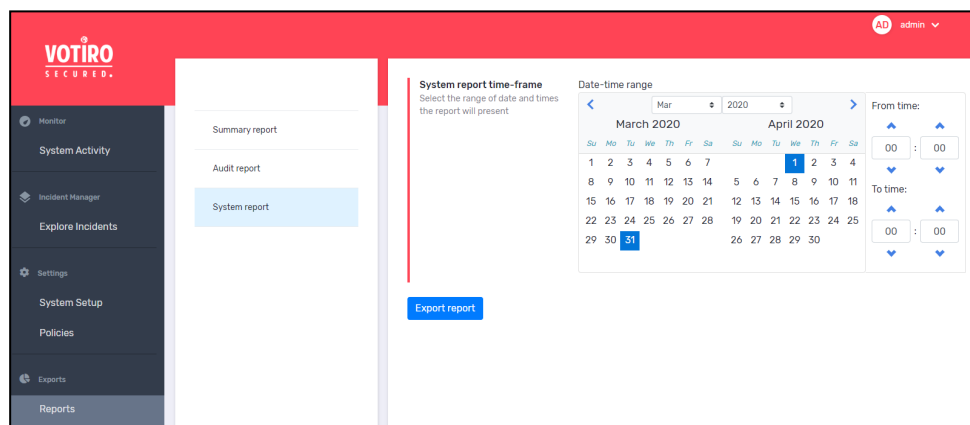 AD admin
VOTIRO
SECURED.
Monitor
System Activity
Incident Manager
Explore Incidents
Settings
System Setup
Policies
Exports
Reports
Summary report
Audit report
System report
System report time-frame
Select the range of date and times
the report will present
Export report
Date-time range
Mar 2020
March 2020
Su Mo Tu We Th Fr Sa
1 2 3 4 5 6 7
8 9 10 11 12 13 14
15 16 17 18 19 20 21
22 23 24 25 26 27 28
29 30 31
April 2020
Su Mo Tu We Th Fr Sa
1 2 3 4
5 6 7 8 9 10 11
12 13 14 15 16 17 18
19 20 21 22 23 24 25
26 27 28 29 30
From time:
00 : 00
To time:
00 : 00